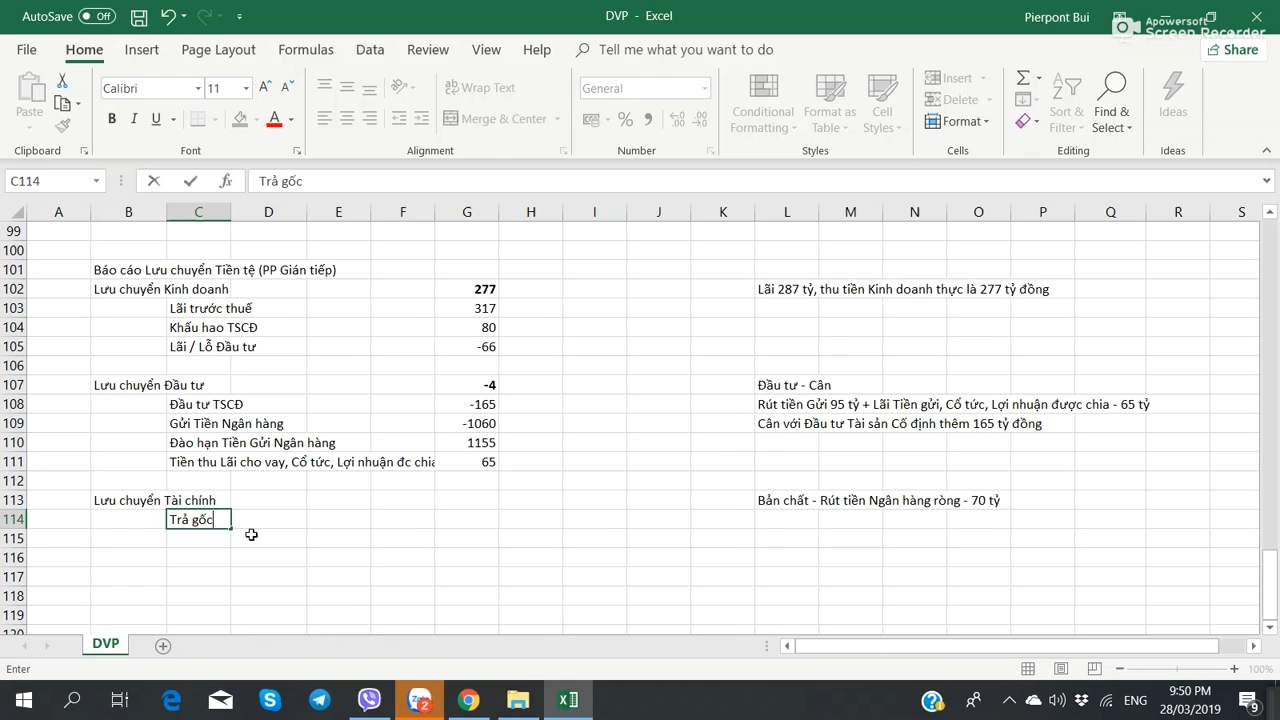 AutoSave Off
DVP - Excel
Pierpont Bui
Apowersoft
Screen Recorder
File Home Insert Page Layout Formulas Data Review View Help Tell me what you want to do Share
Paste
Calibri 11
B I U
Wrap Text
Merge & Center
General
Conditional Formatting
Format as Table
Cell Styles
Insert
Delete
Format
Sort & Filter
Find & Select
Ideas
Clipboard Font Alignment Number Styles Cells Editing Ideas
C114 fx Trả gốc
A B C D E F G H I J K L M N O P Q R S
99
100
101 Báo cáo Lưu chuyển Tiền tệ (PP Gián tiếp)
102 Lưu chuyển Kinh doanh 277 Lãi 287 tỷ, thu tiền Kinh doanh thực là 277 tỷ đồng
103 Lãi trước thuế 317
104 Khấu hao TSCĐ 80
105 Lãi / Lỗ Đầu tư -66
106
107 Lưu chuyển Đầu tư -4 Đầu tư - Cân
108 Đầu tư TSCĐ -165 Rút tiền Gửi 95 tỷ + Lãi Tiền gửi, Cổ tức, Lợi nhuận được chia - 65 tỷ
109 Gửi Tiền Ngân hàng -1060 Cân với Đầu tư Tài sản Cố định thêm 165 tỷ đồng
110 Đào hạn Tiền Gửi Ngân hàng 1155
111 Tiền thu Lãi cho vay, Cổ tức, Lợi nhuận đc chia 65
112
113 Lưu chuyển Tài chính Bản chất - Rút tiền Ngân hàng ròng - 70 tỷ
114 Trả gốc
115
116
117
118
119
120
DVP
Enter 100%
ENG
9:50 PM
28/03/2019